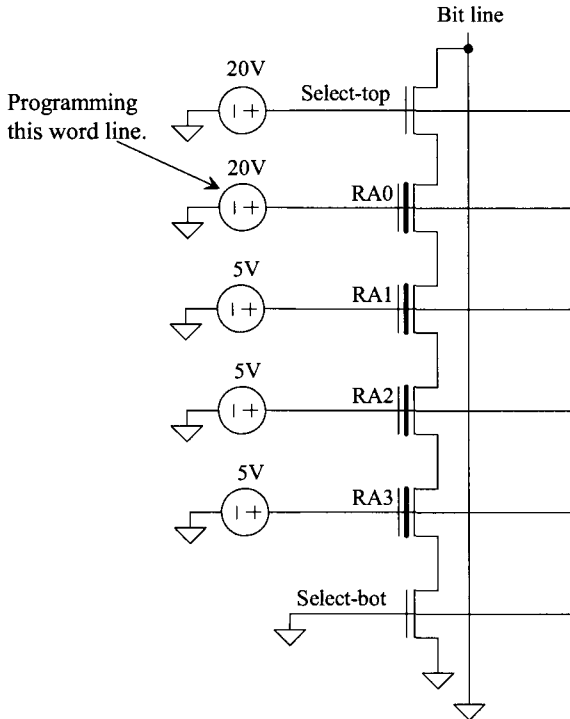 Bit line
20V
Select-top
Programming
this word line.
20V
RA0
5V
RA1
5V
RA2
5V
RA3
Select-bot